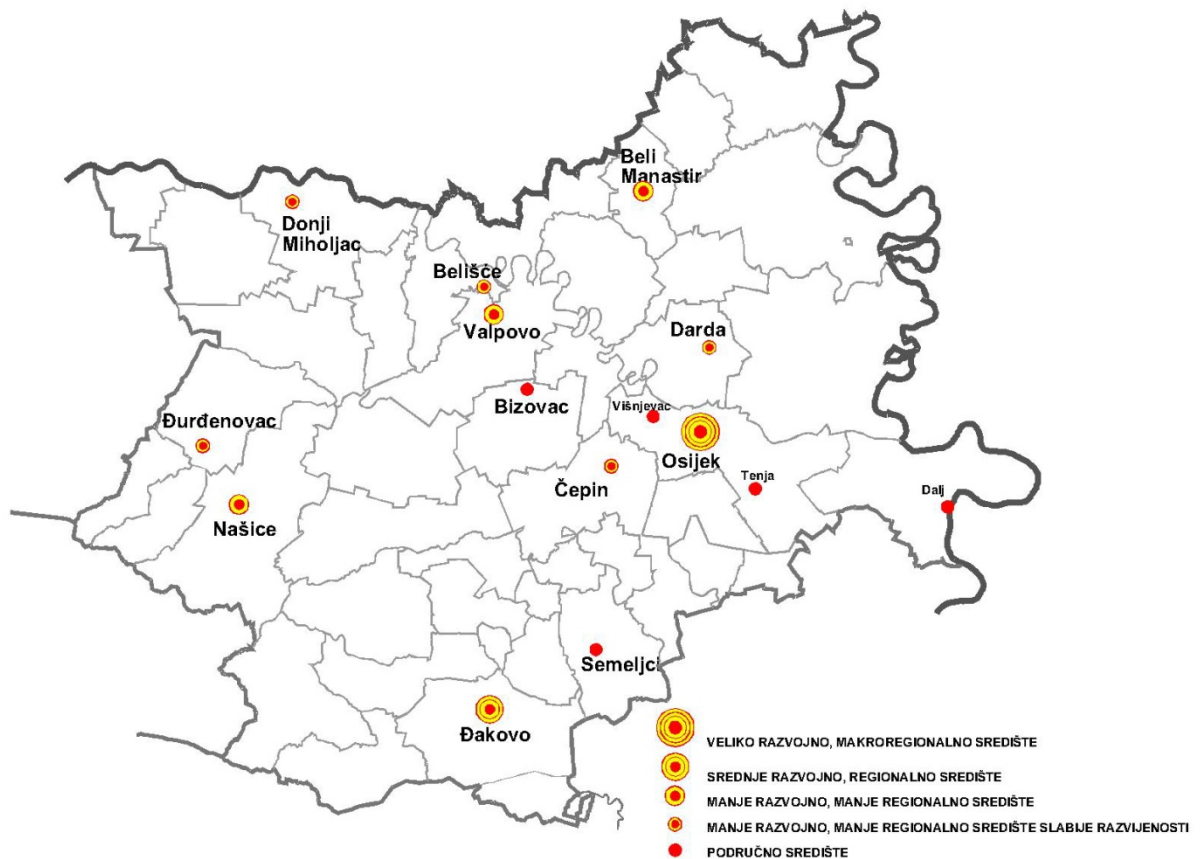 Beli
Manastir
Donji
Miholjac
Belišće
Valpovo
Darda
Bizovac
Višnjevac
Đurđenovac
Osijek
Čepin
Tenja
Dalj
Našice
Semeljci
Đakovo
VELIKO RAZVOJNO, MAKROREGIONALNO SREDIŠTE
SREDNJE RAZVOJNO, REGIONALNO SREDIŠTE
MANJE RAZVOJNO, MANJE REGIONALNO SREDIŠTE
MANJE RAZVOJNO, MANJE REGIONALNO SREDIŠTE SLABIJE RAZVIJENOSTI
PODRUČNO SREDIŠTE